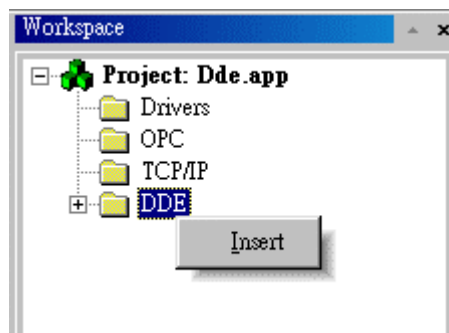 Workspace
Project: Dde.app
Drivers
OPC
TCP/IP
DDE
Insert